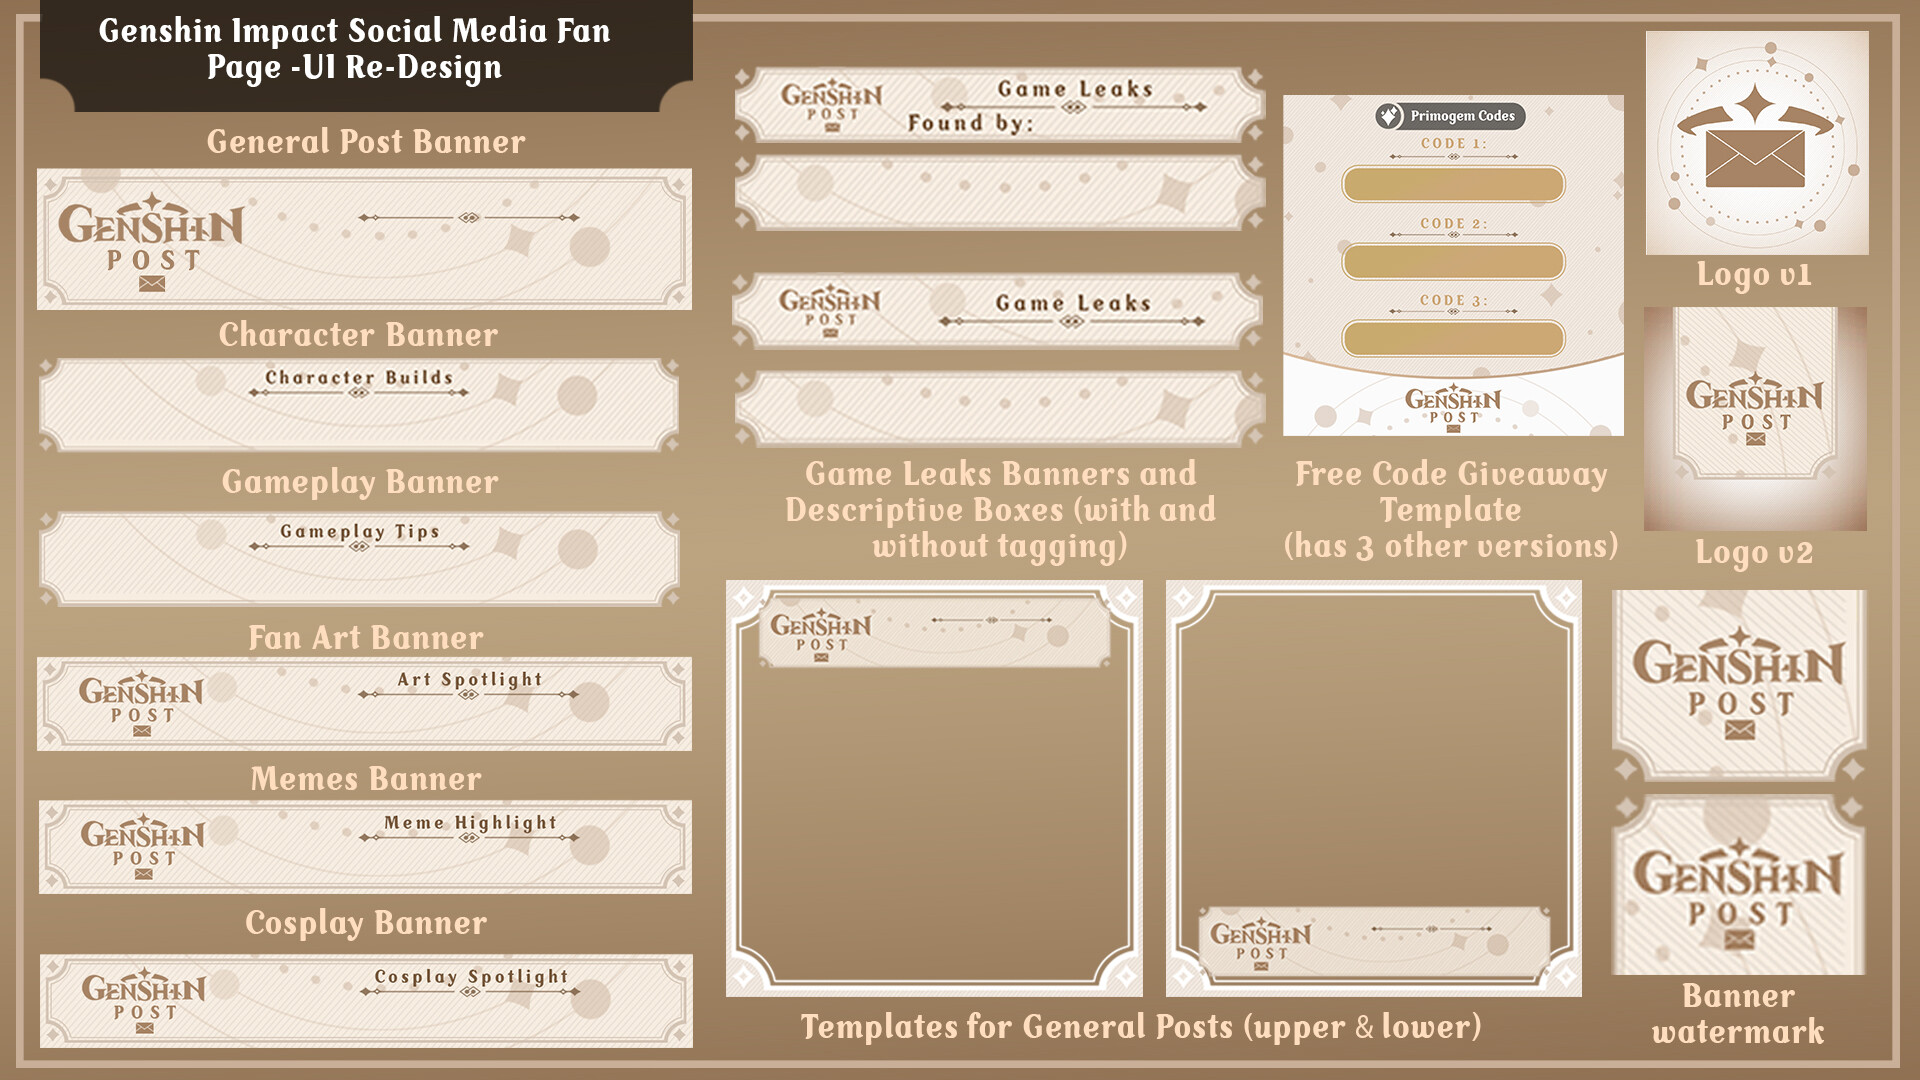 Genshin Impact Social Media Fan
Page -UI Re-Design
General Post Banner
GENSHIN
POST
Character Banner
Character Builds
Gameplay Banner
Gameplay Tips
Fan Art Banner
GENSHIN
POST
Art Spotlight
Memes Banner
GENSHIN
POST
Meme Highlight
Cosplay Banner
GENSHIN
POST
Cosplay Spotlight
GENSHIN
POST
Game Leaks
Found by:
GENSHIN
POST
Game Leaks
Game Leaks Banners and
Descriptive Boxes (with and
without tagging)
Primogem Codes
CODE 1:
CODE 2:
CODE 3:
GENSHIN
POST
Free Code Giveaway
Template
(has 3 other versions)
GENSHIN
POST
GENSHIN
POST
Templates for General Posts (upper & lower)
Logo v1
GENSHIN
POST
Logo v2
GENSHIN
POST
GENSHIN
POST
Banner
watermark